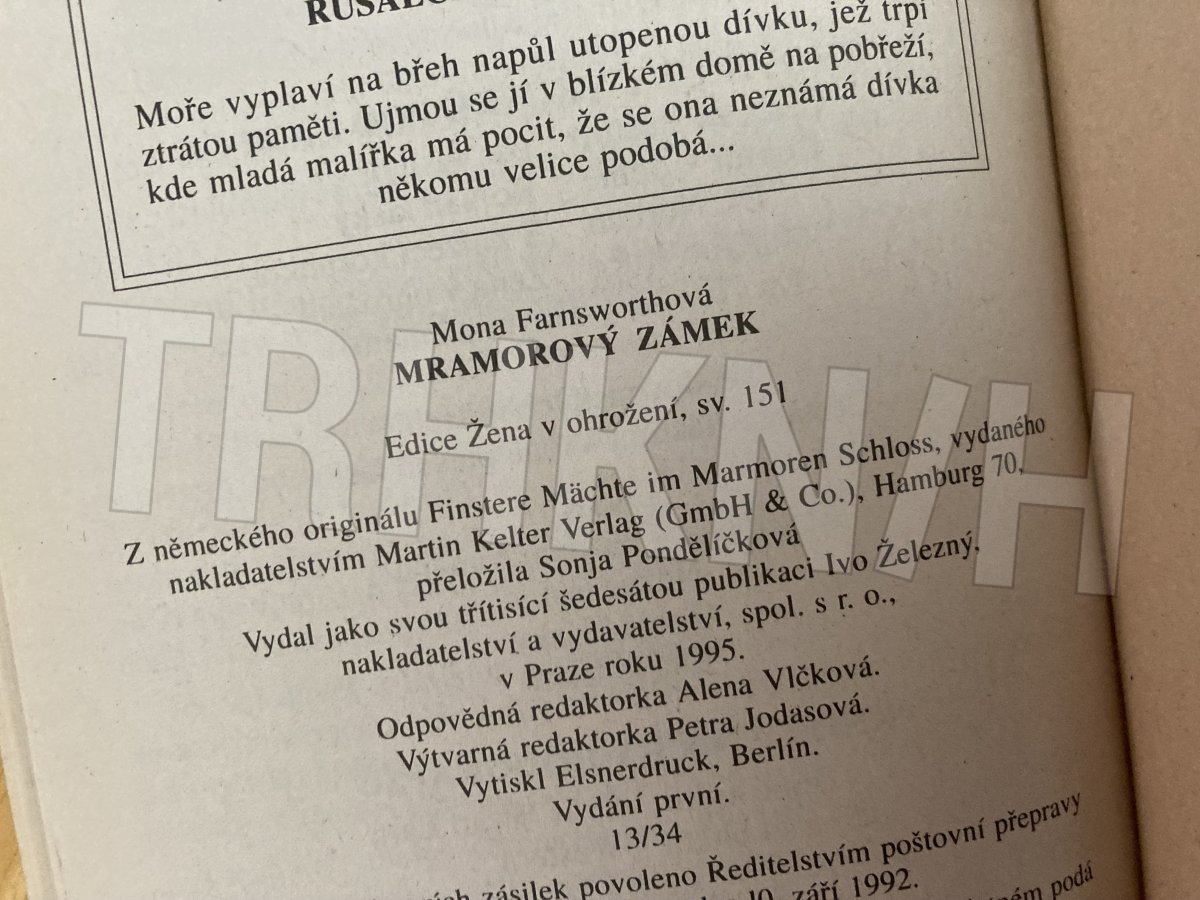 Moře vyplaví na břeh napůl utopenou dívku, jež trpí
ztrátou paměti. Ujmou se jí v blízkém domě na pobřeží,
kde mladá malířka má pocit, že se ona neznámá dívka
někomu velice podobá...
Mona Farnsworthová
MRAMOROVÝ ZÁMEK
Edice Žena v ohrožení, sv. 151
Z německého originálu Finstere Mächte im Marmoren Schloss, vydaného
nakladatelstvím Martin Kelter Verlag (GmbH & Co.), Hamburg 70,
přeložila Sonja Pondělíčková
Vydal jako svou třítisící šedesátou publikaci Ivo Železný,
nakladatelství a vydavatelství, spol. s r. o.,
v Praze roku 1995.
Odpovědná redaktorka Alena Vlčková.
Výtvarná redaktorka Petra Jodasová.
Vytiskl Elsnerdruck, Berlín.
Vydání první.
13/34
zásilek povoleno Ředitelstvím poštovní přepravy
10. září 1992.
podá
TRHKNIH